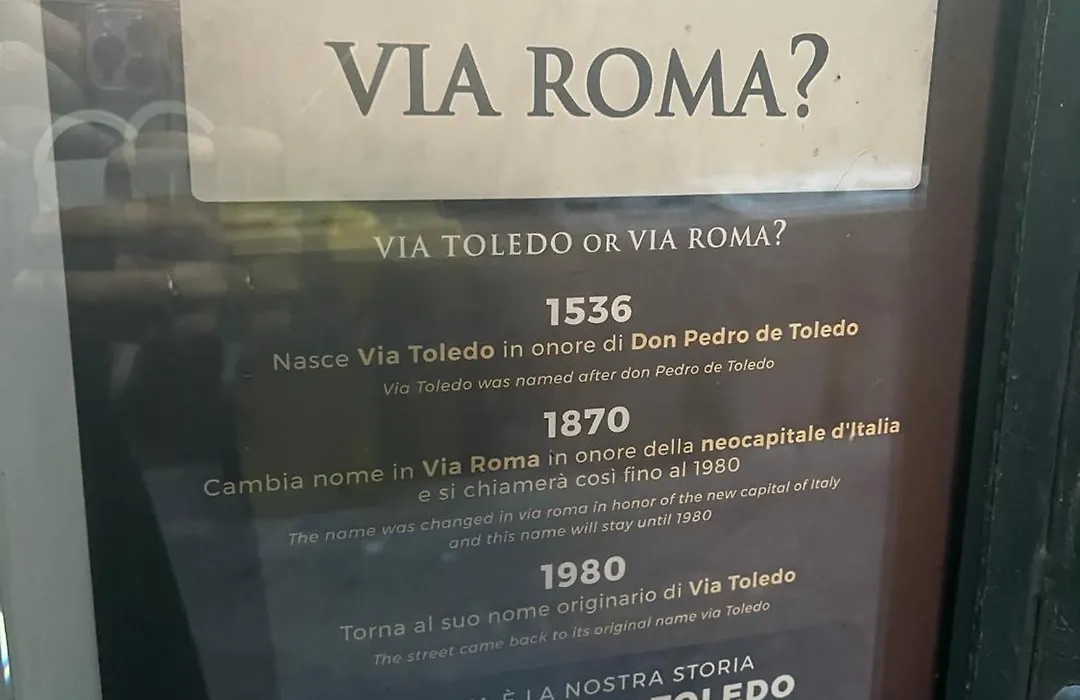 VIA ROMA?
VIA TOLEDO OR VIA ROMA?
1536
Nasce Via Toledo in onore di Don Pedro de Toledo
Via Toledo was named after don Pedro de Toledo
1870
Cambia nome in Via Roma in onore della neocapitale d'Italia
e si chiamerà così fino al 1980
The name was changed in via roma in honor of the new capital of Italy
and this name will stay until 1980
1980
Torna al suo nome originario di Via Toledo
The street came back to its original name via Toledo
È LA NOSTRA STORIA
TOLEDO